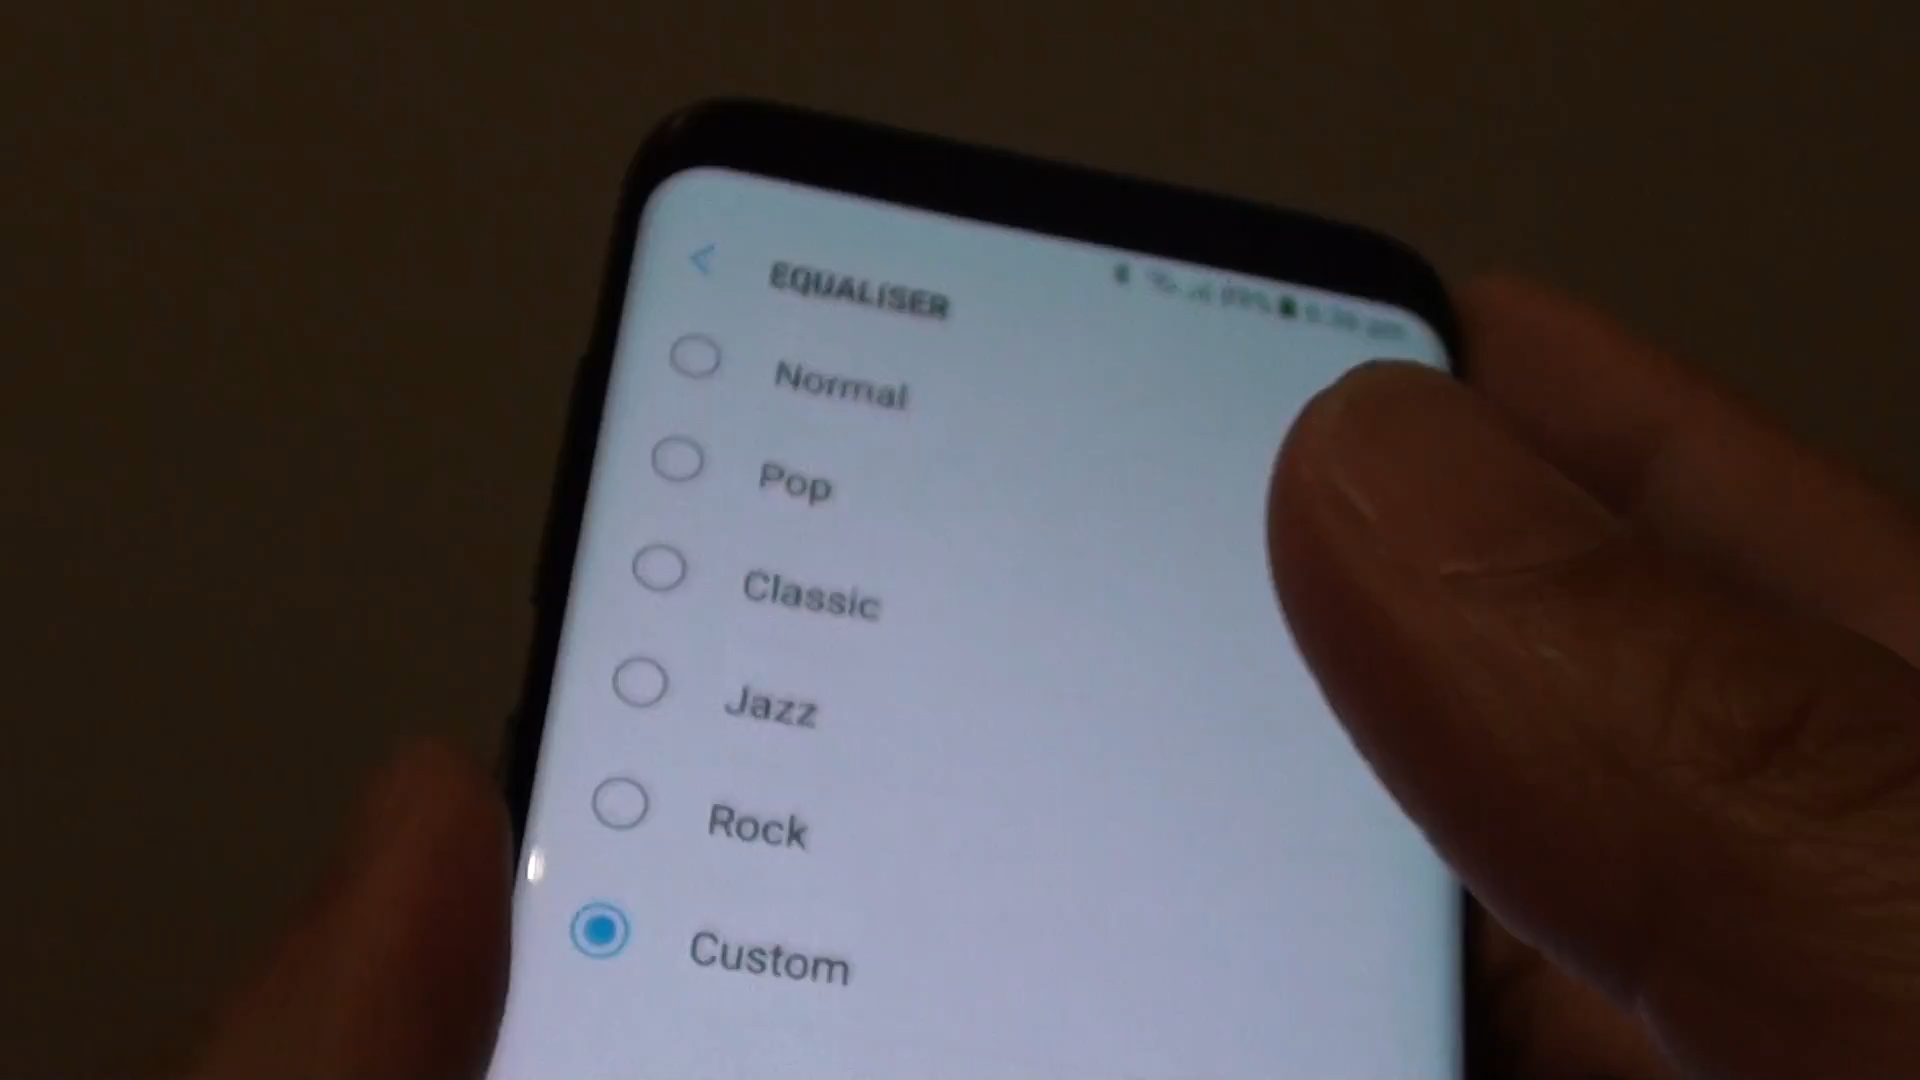 EQUALISER
Normal
Pop
Classic
Jazz
Rock
Custom